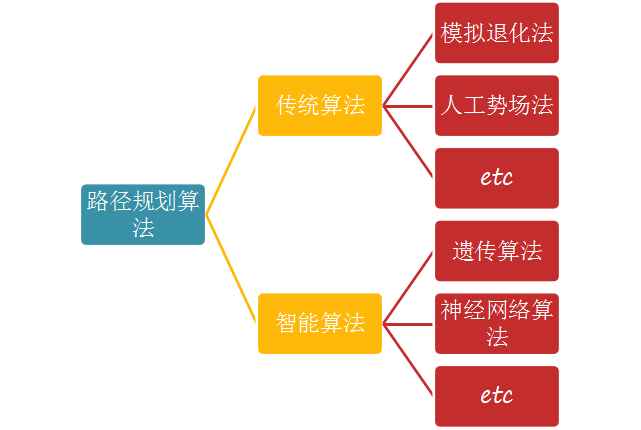 路径规划算
法
传统算法
模拟退化法
人工势场法
etc
智能算法
遗传算法
神经网络算
法
etc